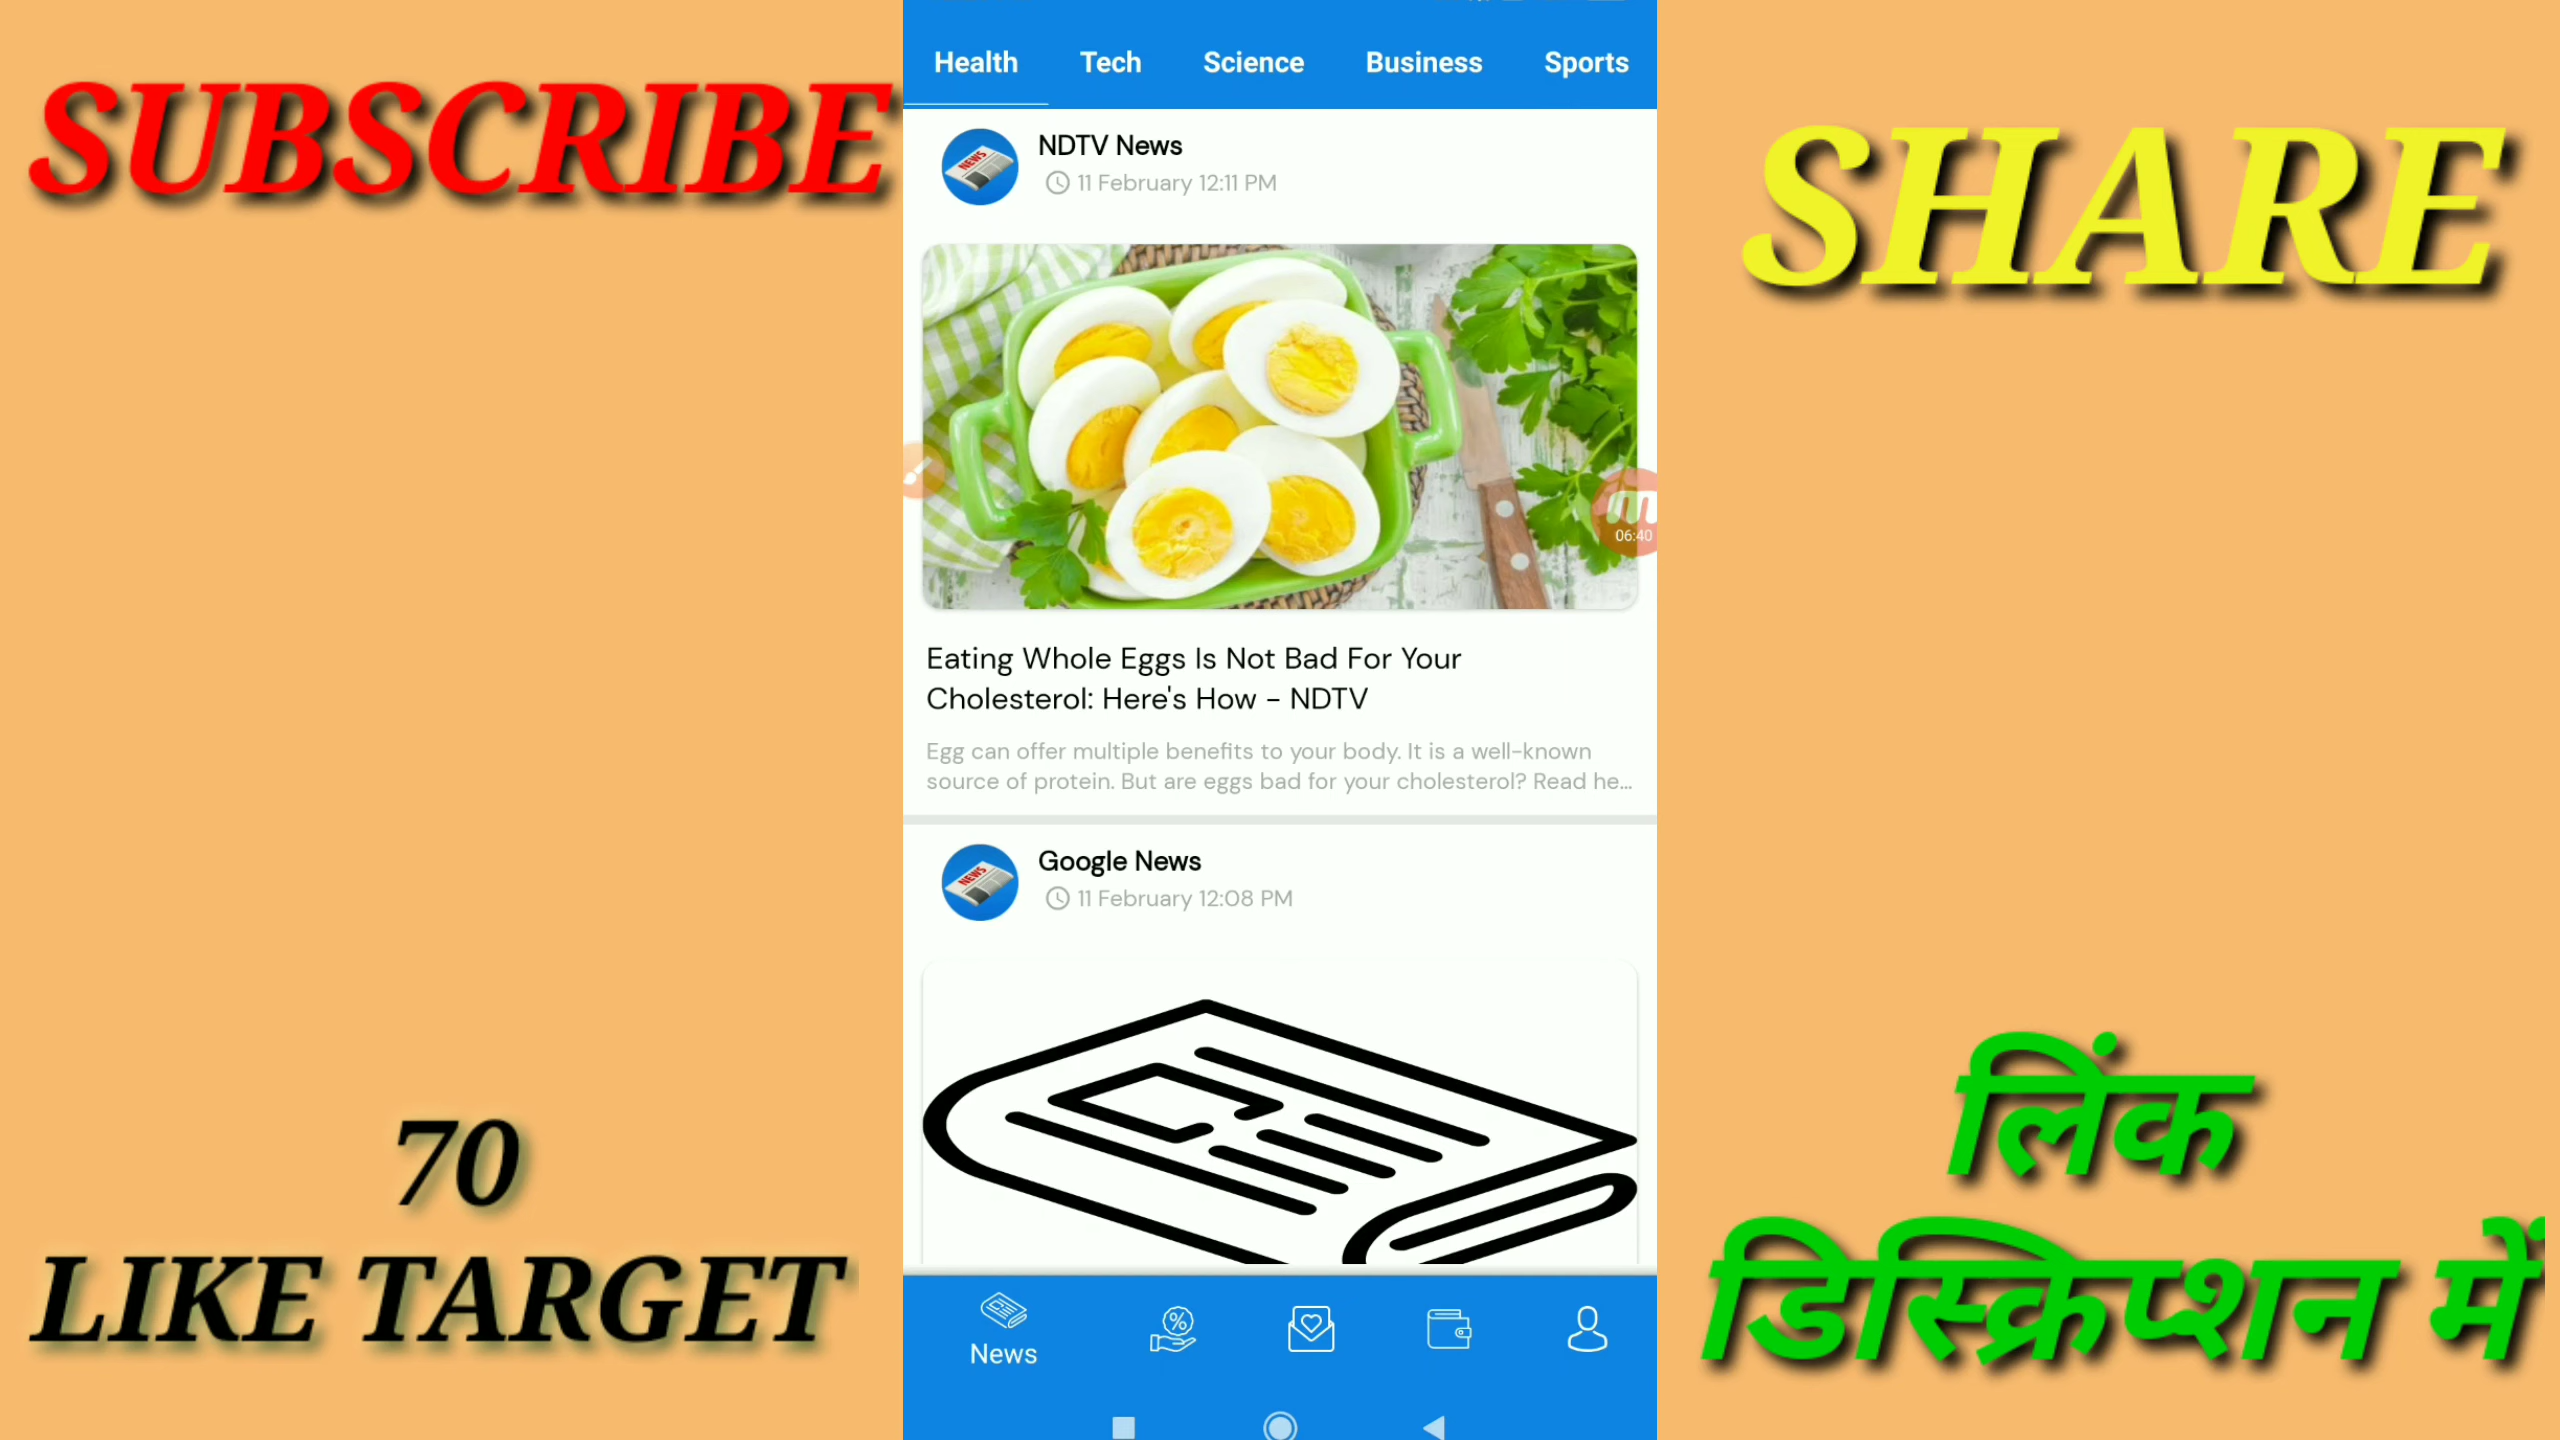 SUBSCRIBE
SHARE
Health Tech Science Business Sports
NEWS
NDTV News
11 February 12:11 PM
06:40
Eating Whole Eggs Is Not Bad For Your
Cholesterol: Here's How - NDTV
Egg can offer multiple benefits to your body. It is a well-known
source of protein. But are eggs bad for your cholesterol? Read he...
NEWS
Google News
11 February 12:08 PM
News
70
LIKE TARGET
लिंक
डिस्क्रिप्शन में